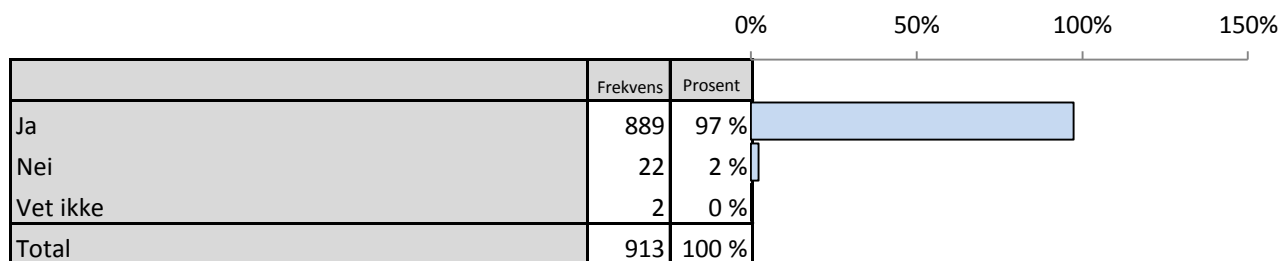 0% 50% 100% 150%
Frekvens Prosent
Ja 889 97 %
Nei 22 2 %
Vet ikke 2 0 %
Total 913 100 %